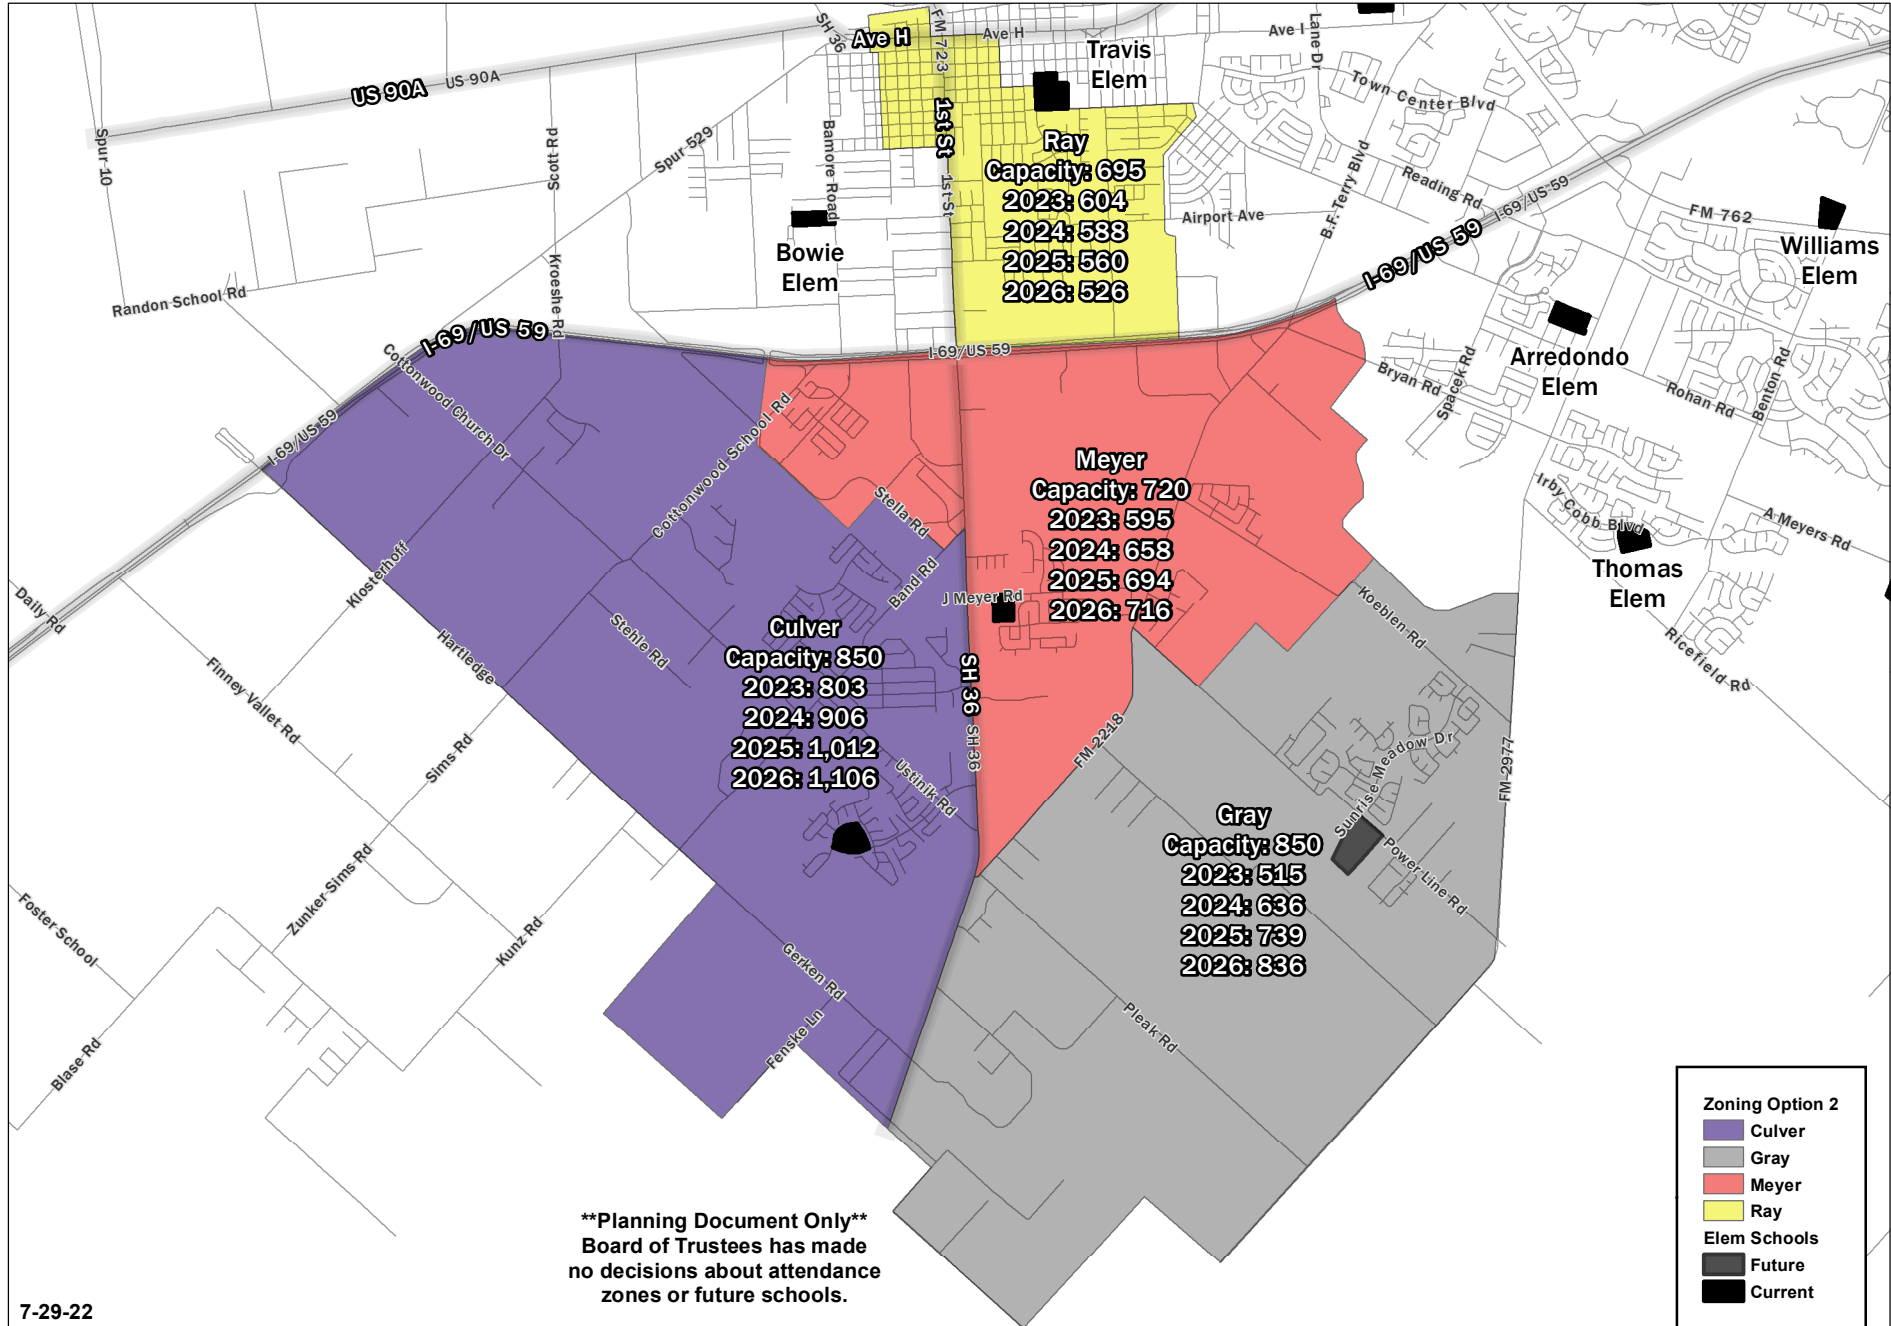 SH 36
FM 723
Ave H
Ave H
Travis
Elem
Ave I
Lane Dr
US 90A
US 90A
Town Center Blvd
Spur 10
Scott Rd
Spur 529
Bamore Road
1st St
1st St
Ray
Capacity: 695
2023: 604
2024: 588
2025: 560
2026: 526
Airport Ave
B.F. Terry Blvd
Reading Rd
I-69/US 59
I-69/US 59
FM 762
Williams
Elem
Bowie
Elem
Randon School Rd
Kroeshe Rd
I-69/US 59
I-69/US 59
I-69/US 59
Cottonwood Church Dr
Cottonwood School Rd
Arredondo
Elem
Bryan Rd
Spacek Rd
Rohan Rd
Benton Rd
Meyer
Capacity: 720
2023: 595
2024: 658
2025: 694
2026: 716
Stella Rd
Band Rd
J Meyer Rd
Irby Cobb Blvd
A Meyers Rd
Thomas
Elem
Ricefield Rd
Koeblen Rd
Daily Rd
Klosterhoff
Hartledge
Stehle Rd
Finney Vallet Rd
Sims Rd
Culver
Capacity: 850
2023: 803
2024: 906
2025: 1,012
2026: 1,106
SH 36
SH 36
Ustinik Rd
FM 2218
FM 2977
Sunrise Meadow Dr
Power Line Rd
Gray
Capacity: 850
2023: 515
2024: 636
2025: 739
2026: 836
Foster School
Zunker-Sims Rd
Kunz Rd
Gerken Rd
Fenske Ln
Pleak Rd
Blase Rd
**Planning Document Only**
Board of Trustees has made
no decisions about attendance
zones or future schools.
Zoning Option 2
Culver
Gray
Meyer
Ray
Elem Schools
Future
Current
7-29-22